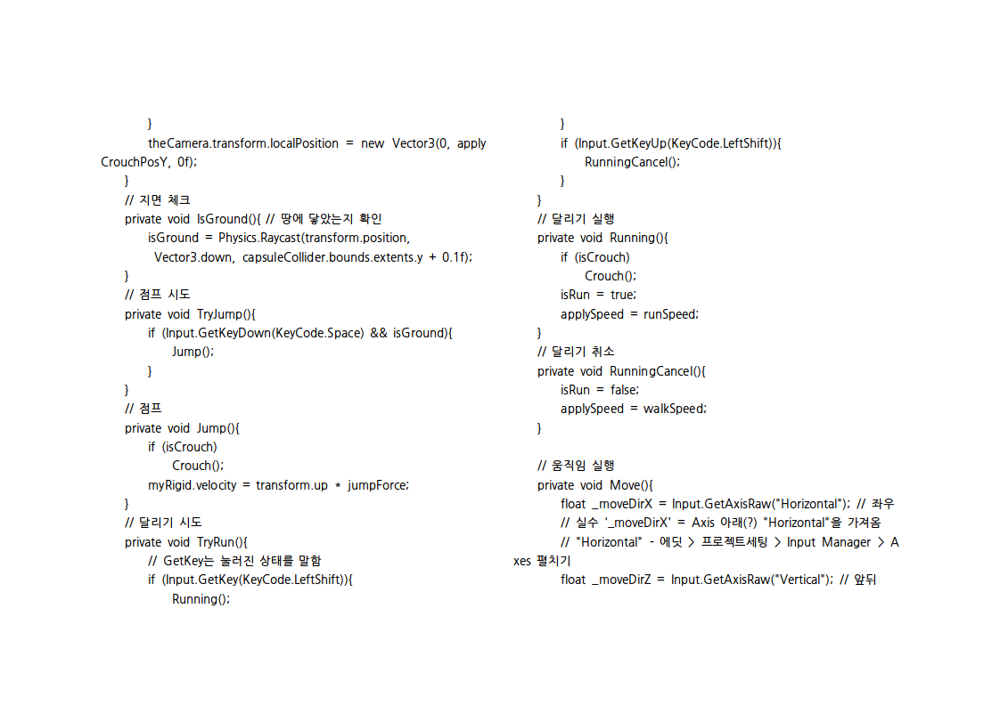 }
theCamera.transform.localPosition = new Vector3(0, apply
CrouchPosY, 0f);
}
// 지면 체크
private void IsGround(){ // 땅에 닿았는지 확인
isGround = Physics.Raycast(transform.position,
Vector3.down, capsuleCollider.bounds.extents.y + 0.1f);
}
// 점프 시도
private void TryJump(){
if (Input.GetKeyDown(KeyCode.Space) && isGround){
Jump();
}
}
// 점프
private void Jump(){
if (isCrouch)
Crouch();
myRigid.velocity = transform.up * jumpForce;
}
// 달리기 시도
private void TryRun(){
// GetKey는 눌러진 상태를 말함
if (Input.GetKey(KeyCode.LeftShift)){
Running();
}
if (Input.GetKeyUp(KeyCode.LeftShift)){
RunningCancel();
}
}
// 달리기 실행
private void Running(){
if (isCrouch)
Crouch();
isRun = true;
applySpeed = runSpeed;
}
// 달리기 취소
private void RunningCancel(){
isRun = false;
applySpeed = walkSpeed;
}
// 움직임 실행
private void Move(){
float _moveDirX = Input.GetAxisRaw("Horizontal"); // 좌우
// 실수 '_moveDirX' = Axis 아래(?) "Horizontal"을 가져옴
// "Horizontal" - 에딧 > 프로젝트세팅 > Input Manager > A
xes 펼치기
float _moveDirZ = Input.GetAxisRaw("Vertical"); // 앞뒤